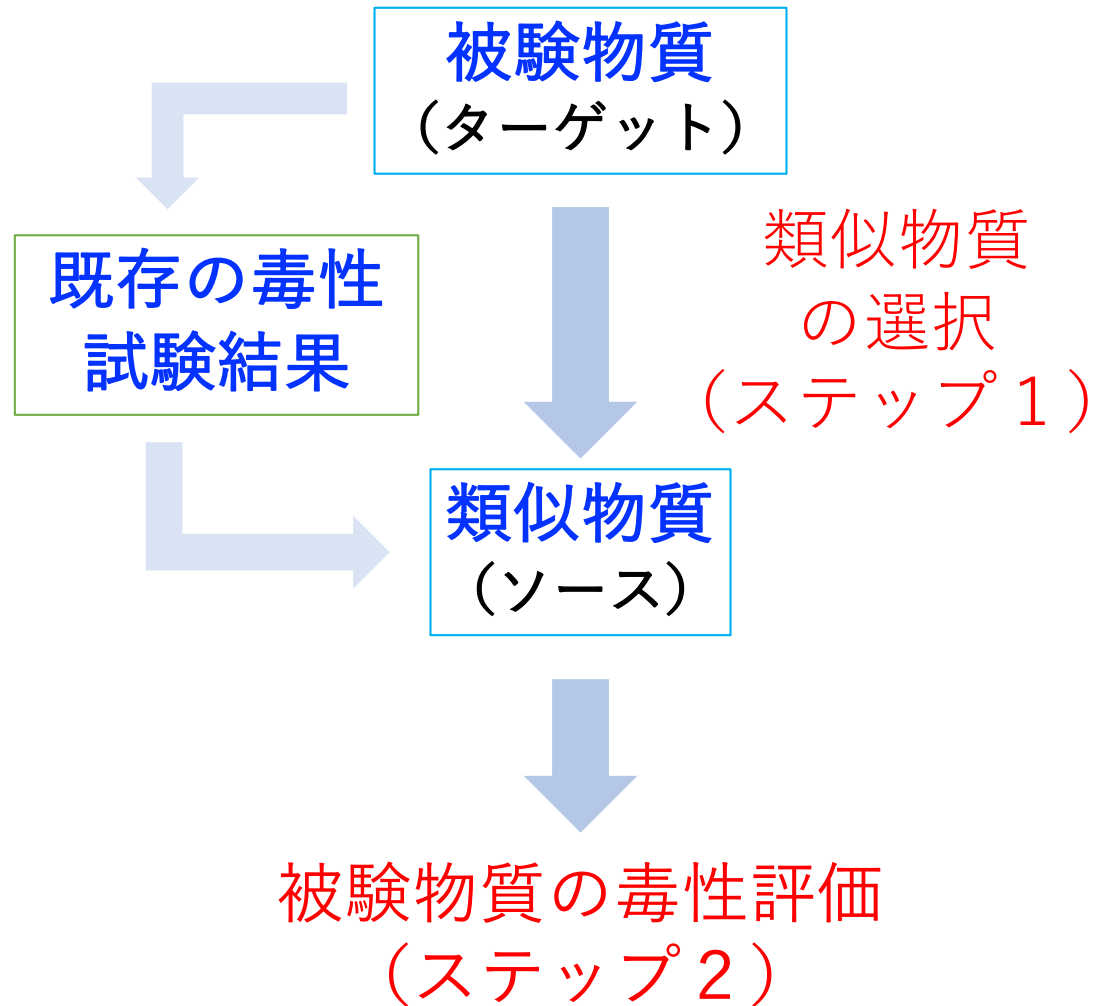 被験物質
（ターゲット）
既存の毒性
試験結果
類似物質
の選択
（ステップ１）
類似物質
（ソース）
被験物質の毒性評価
（ステップ２）